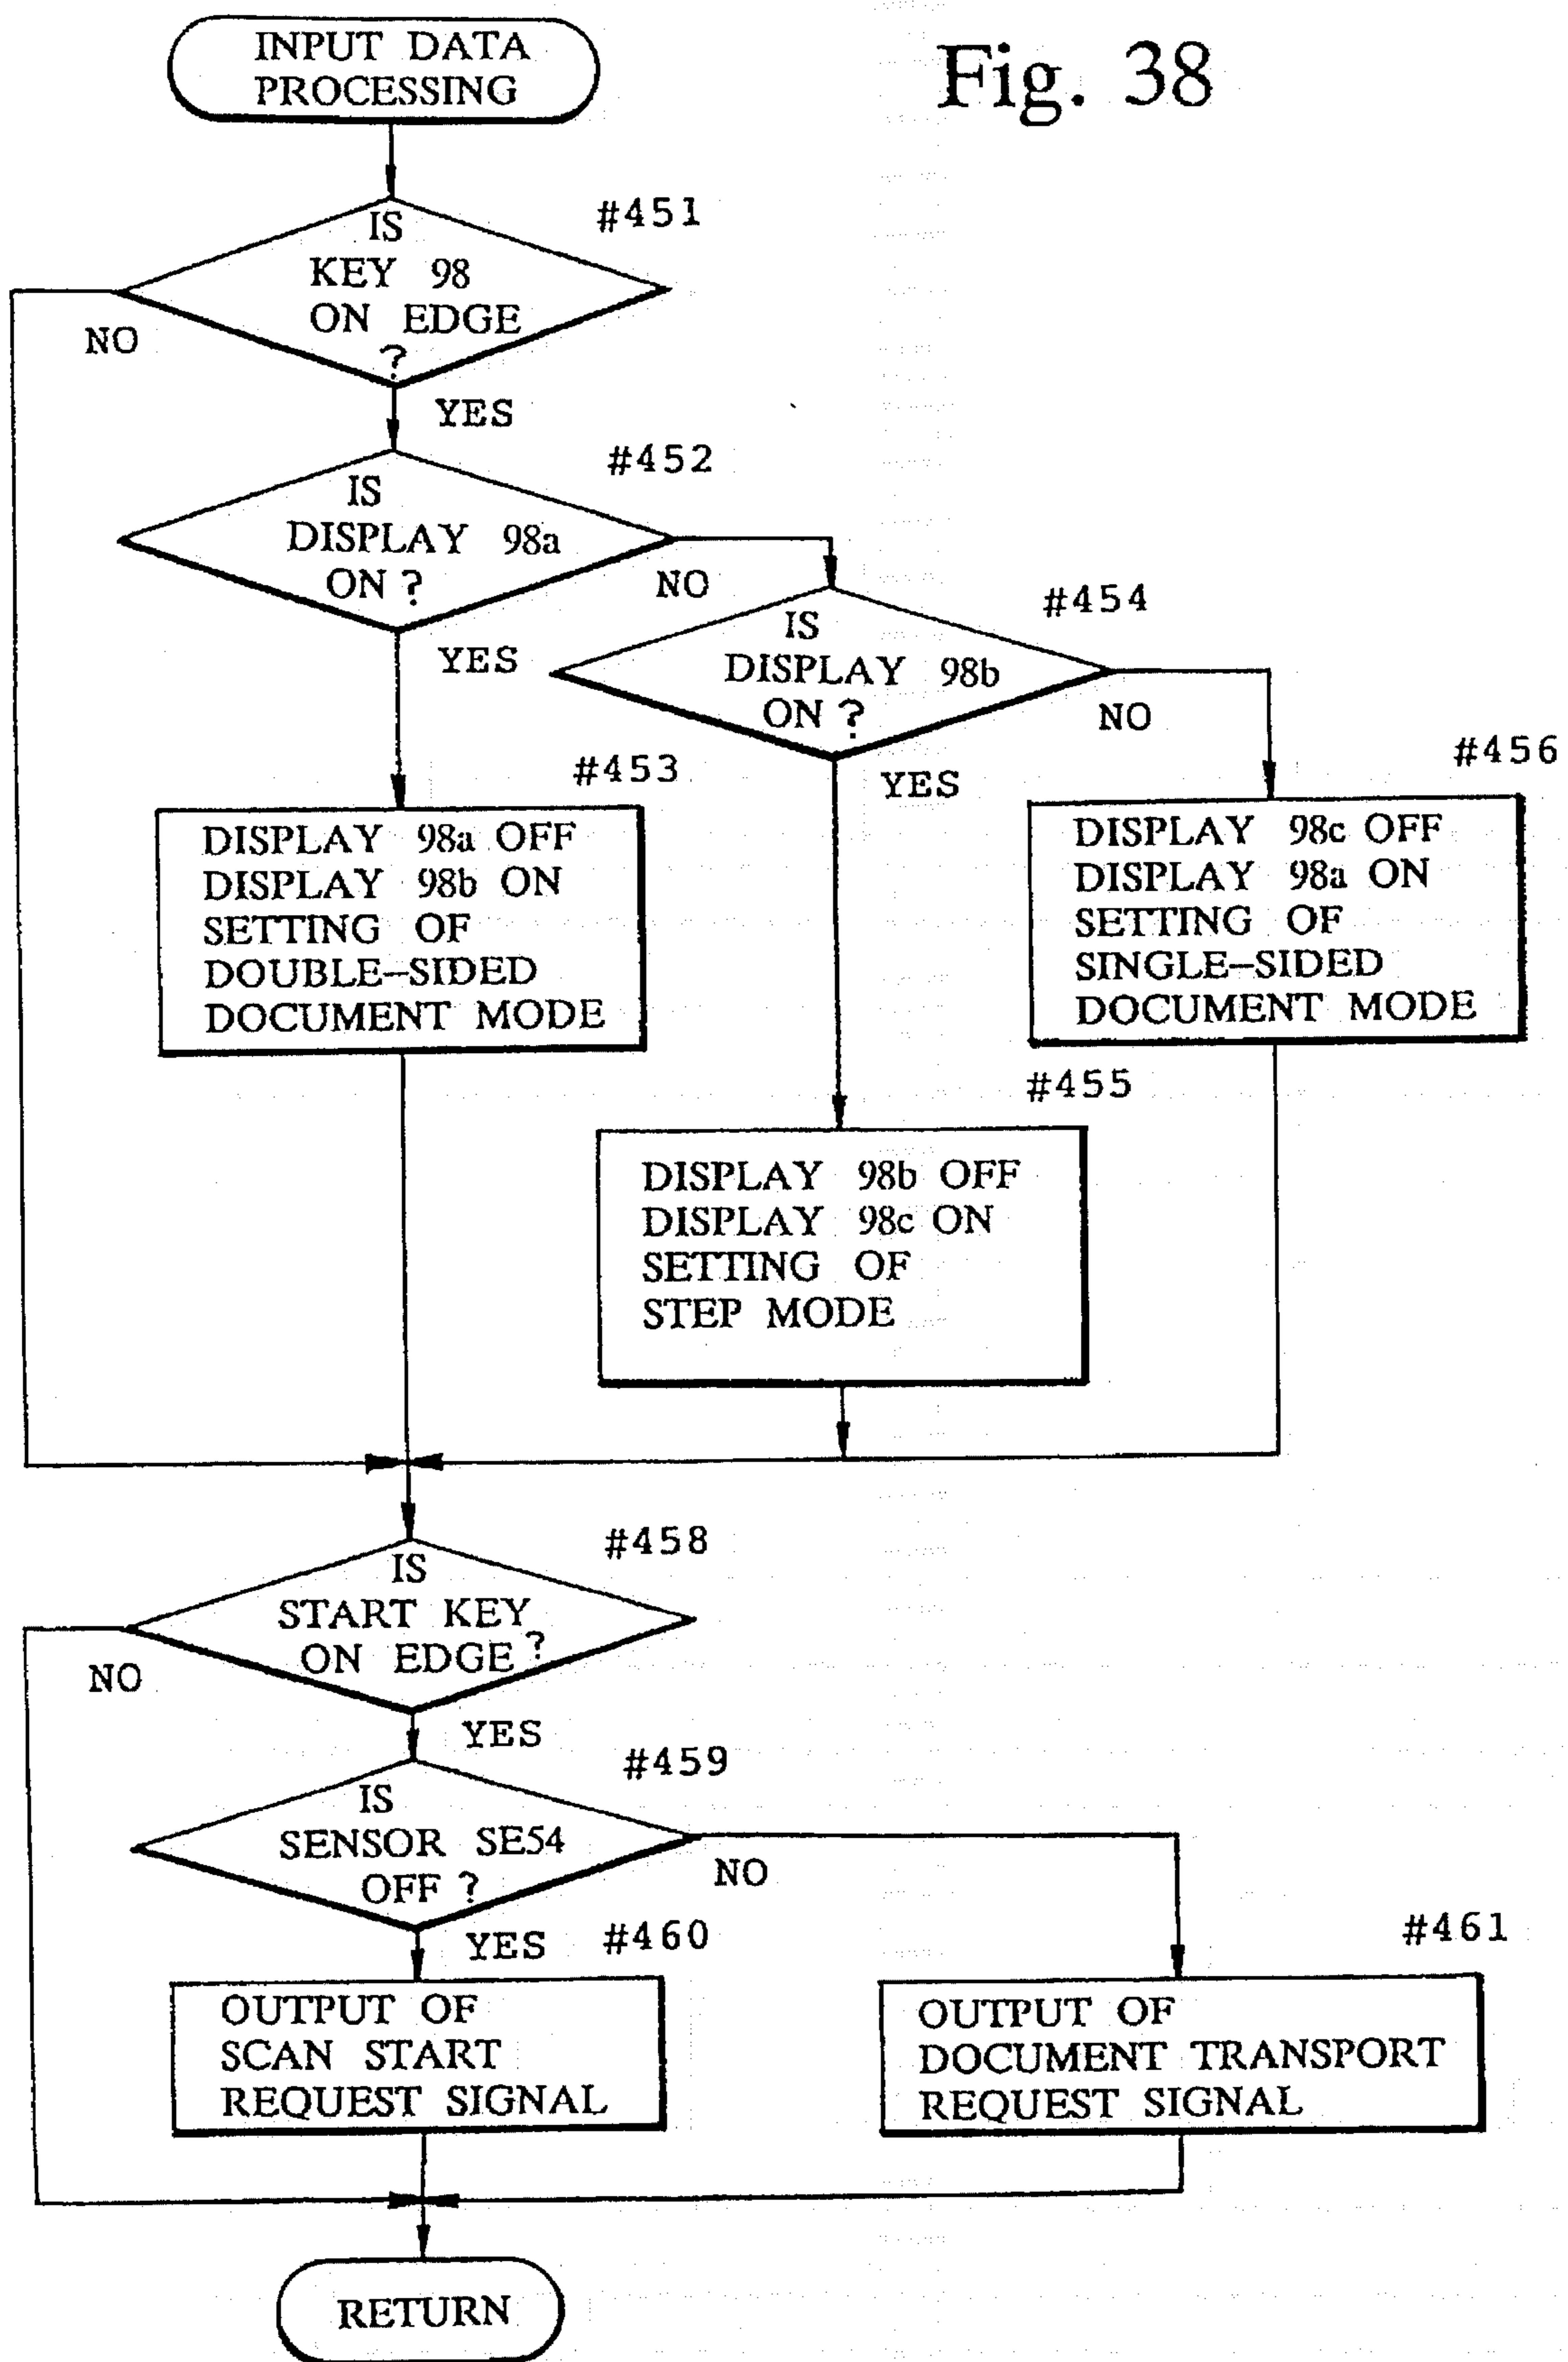 Fig. 38
INPUT DATA
PROCESSING
#451
IS
KEY 98
ON EDGE
?
NO
YES
#452
IS
DISPLAY 98a
ON ?
NO
YES
#454
IS
DISPLAY 98b
ON ?
NO
YES
#453
DISPLAY 98a OFF
DISPLAY 98b ON
SETTING OF
DOUBLE-SIDED
DOCUMENT MODE
#456
DISPLAY 98c OFF
DISPLAY 98a ON
SETTING OF
SINGLE-SIDED
DOCUMENT MODE
#455
DISPLAY 98b OFF
DISPLAY 98c ON
SETTING OF
STEP MODE
#458
IS
START KEY
ON EDGE ?
NO
YES
#459
IS
SENSOR SE54
OFF ?
NO
YES
#460
OUTPUT OF
SCAN START
REQUEST SIGNAL
#461
OUTPUT OF
DOCUMENT TRANSPORT
REQUEST SIGNAL
RETURN